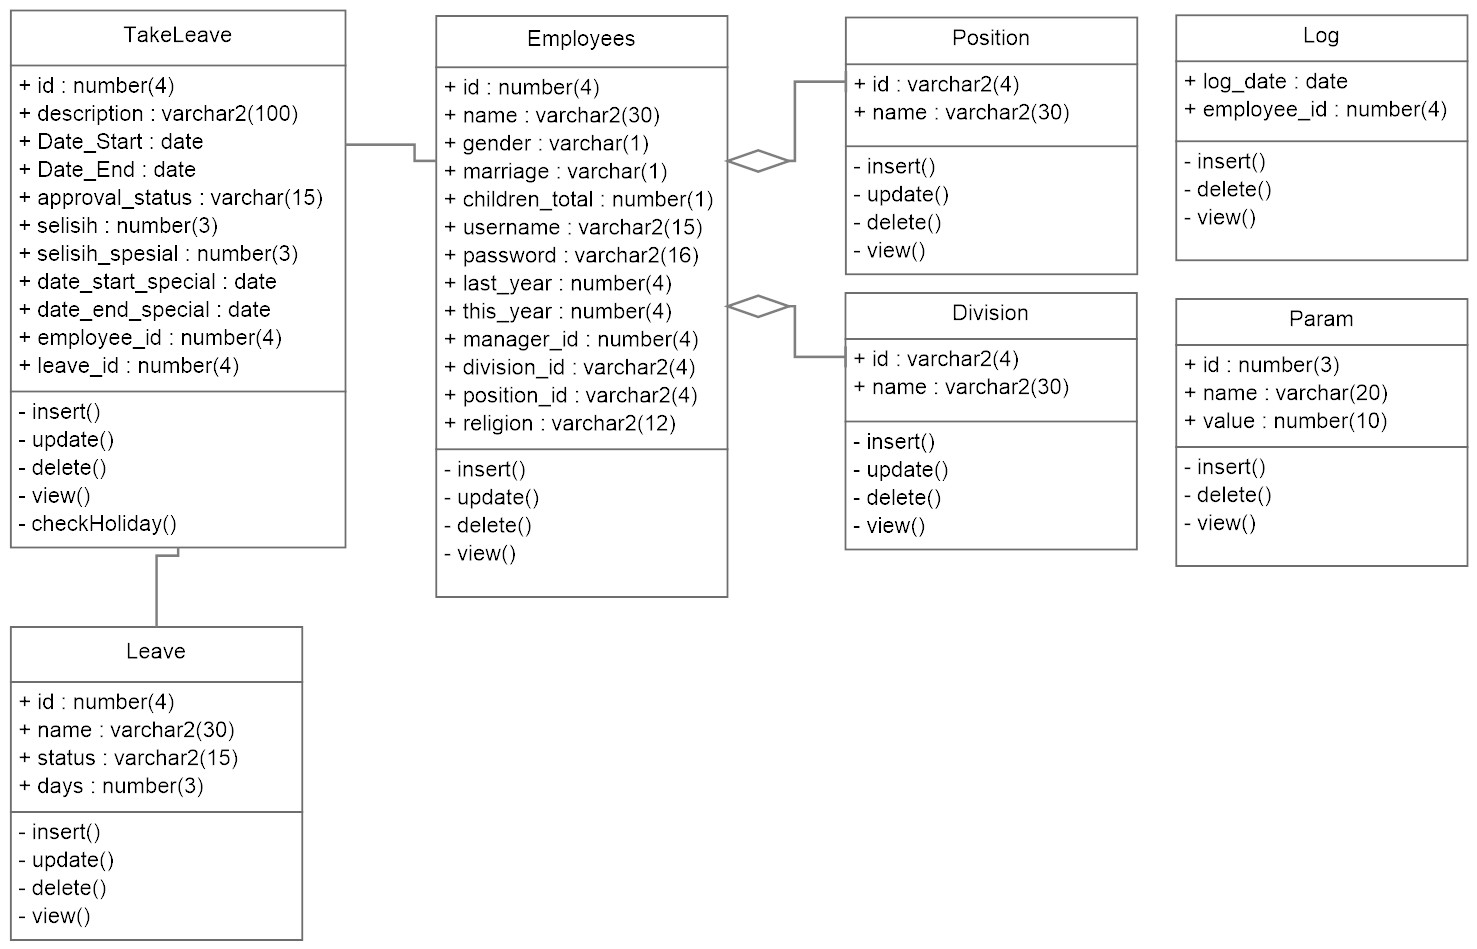 TakeLeave
+ id : number(4)
+ description : varchar2(100)
+ Date_Start : date
+ Date_End : date
+ approval_status : varchar(15)
+ selisih : number(3)
+ selisih_spesial : number(3)
+ date_start_special : date
+ date_end_special : date
+ employee_id : number(4)
+ leave_id : number(4)
- insert()
- update()
- delete()
- view()
- checkHoliday()
Employees
+ id : number(4)
+ name : varchar2(30)
+ gender : varchar(1)
+ marriage : varchar(1)
+ children_total : number(1)
+ username : varchar2(15)
+ password : varchar2(16)
+ last_year : number(4)
+ this_year : number(4)
+ manager_id : number(4)
+ division_id : varchar2(4)
+ position_id : varchar2(4)
+ religion : varchar2(12)
- insert()
- update()
- delete()
- view()
Position
+ id : varchar2(4)
+ name : varchar2(30)
- insert()
- update()
- delete()
- view()
Log
+ log_date : date
+ employee_id : number(4)
- insert()
- delete()
- view()
Division
+ id : varchar2(4)
+ name : varchar2(30)
- insert()
- update()
- delete()
- view()
Param
+ id : number(3)
+ name : varchar(20)
+ value : number(10)
- insert()
- delete()
- view()
Leave
+ id : number(4)
+ name : varchar2(30)
+ status : varchar2(15)
+ days : number(3)
- insert()
- update()
- delete()
- view()